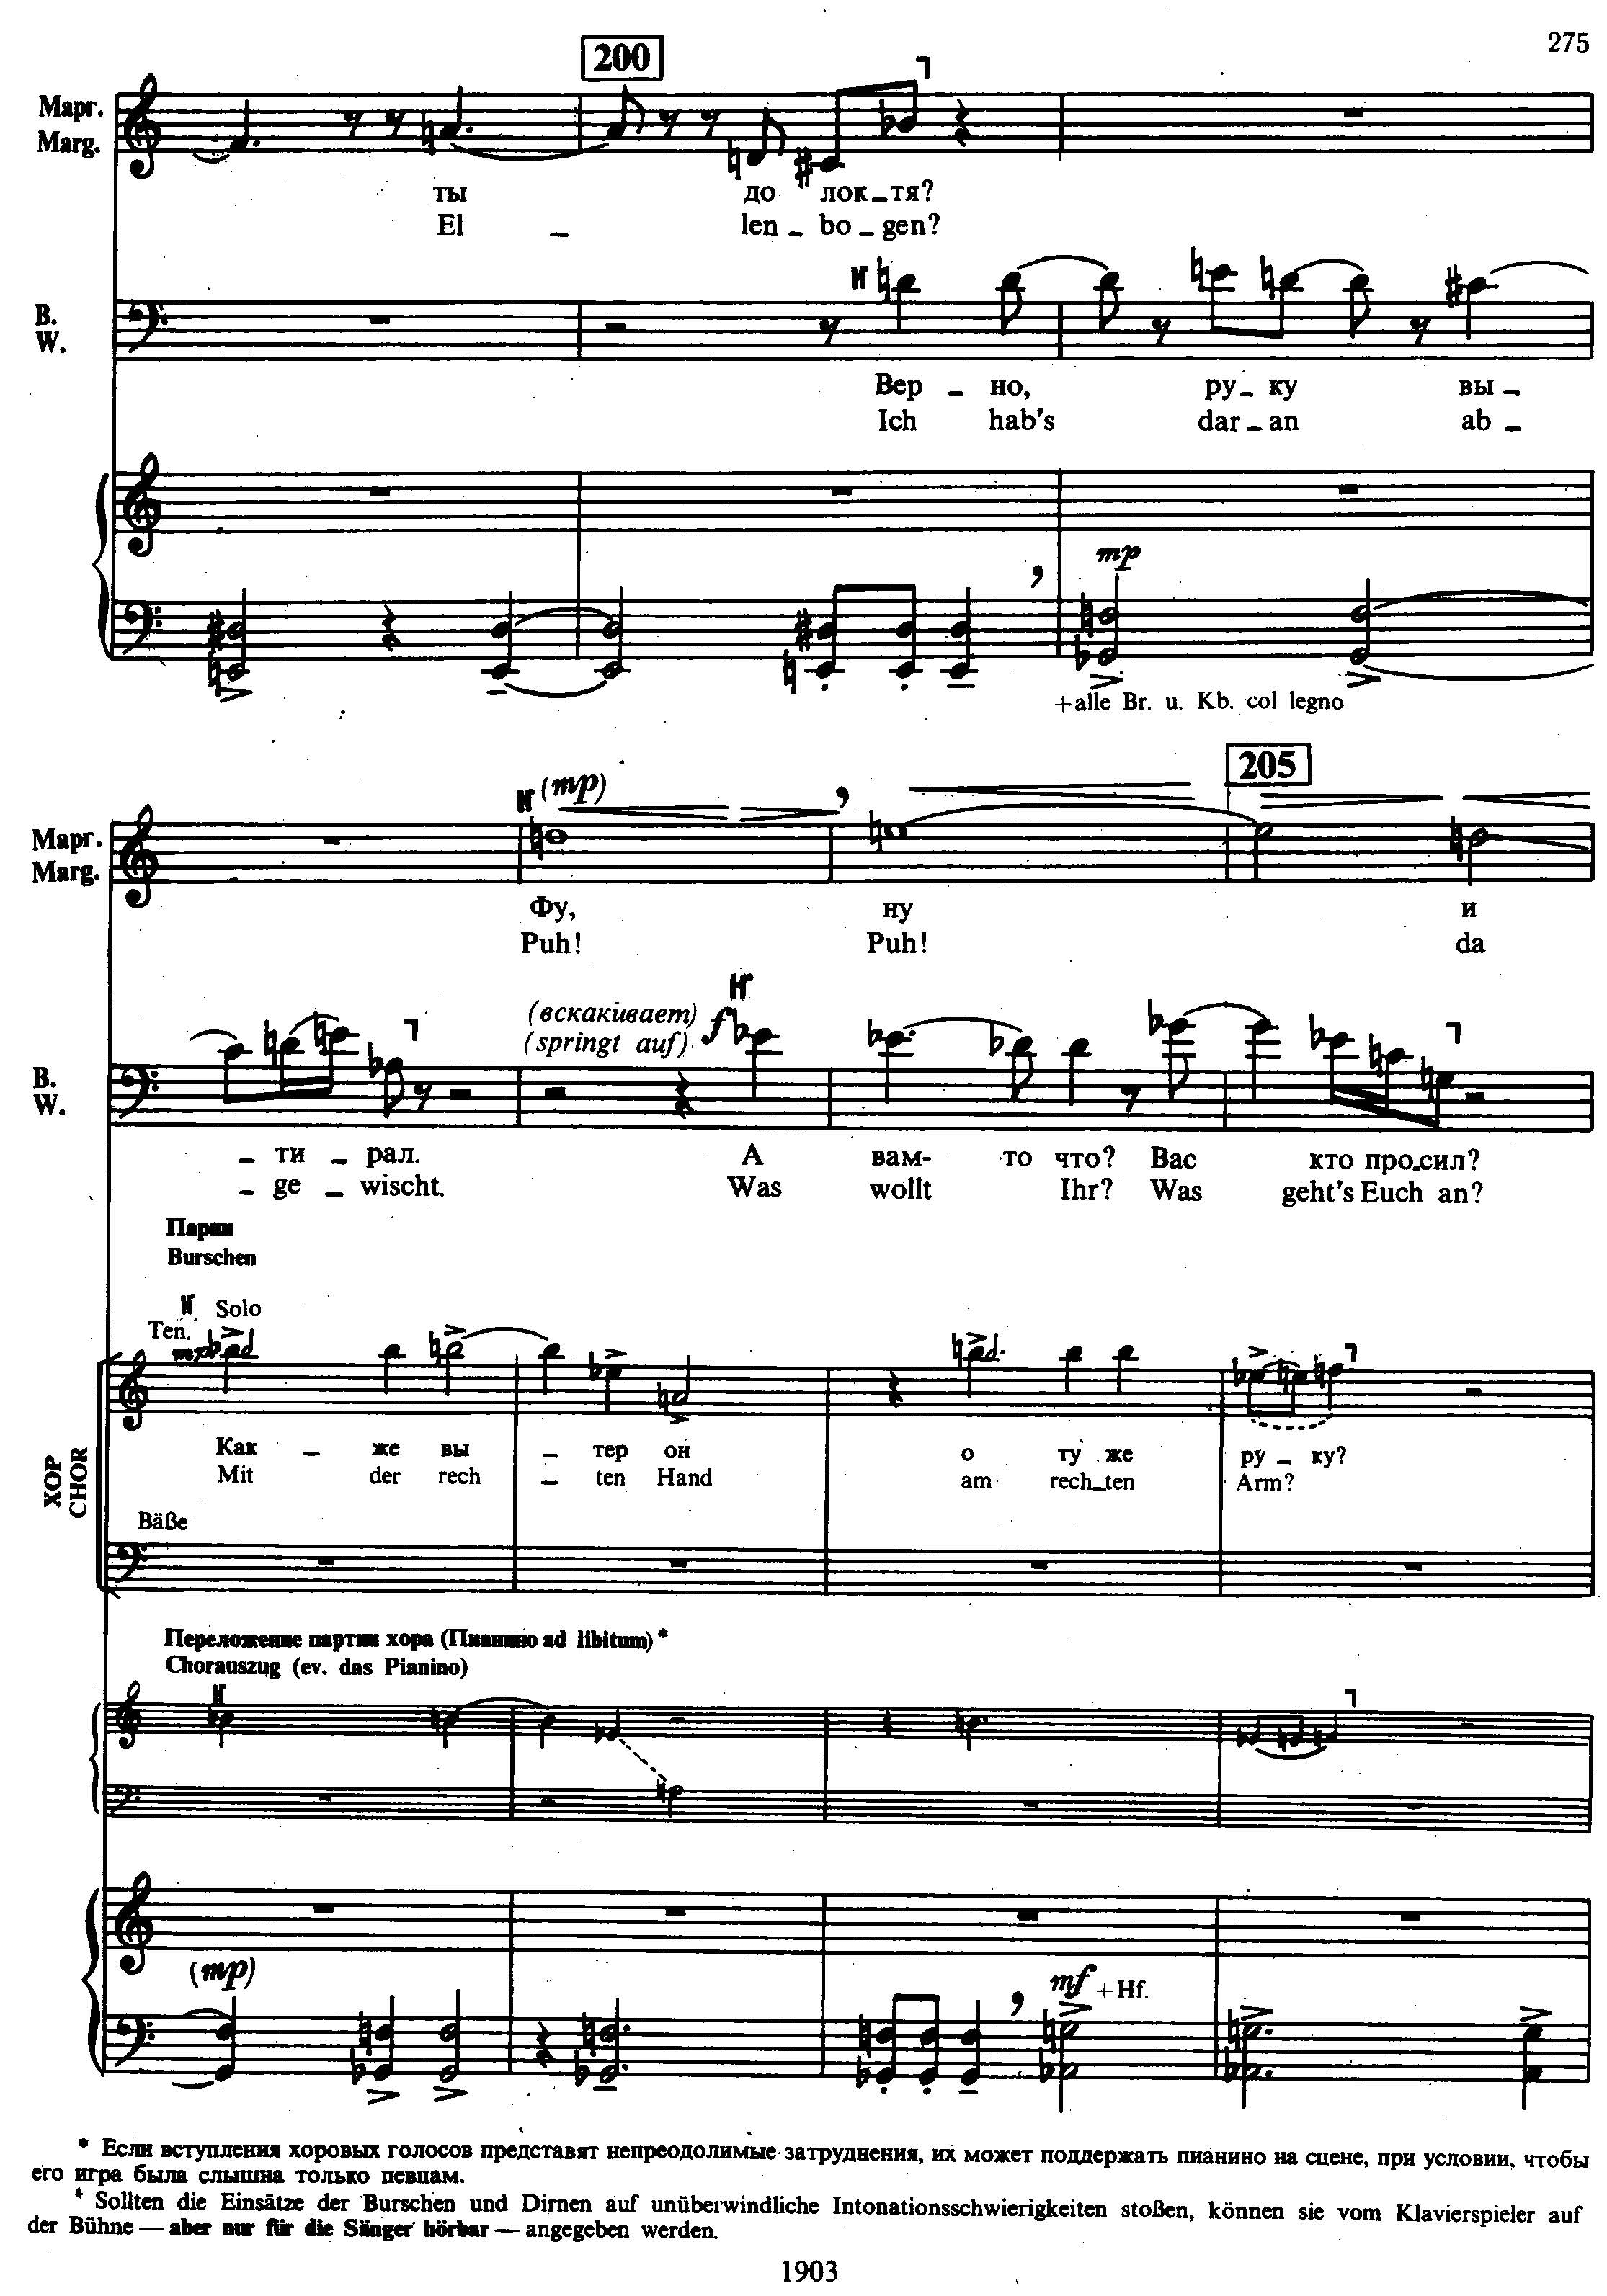 275
200
Марг.
Marg.
ты до лок_тя?
El _ len _ bo _ gen?
В.
W.
Вер _ но, ру_ ку вы _
Ich hab's dar _ an ab _
mp
+alle Br. u. Kb. col legno
205
(mp)
Марг.
Marg.
Фу, ну и
Puh! Puh! da
(вскакивает) f
(springt auf)
В.
W.
_ ти _ рал. А вам- то что? Вас кто про_сил?
_ ge _ wischt. Was wollt Ihr? Was geht's Euch an?
Парни
Burschen
Solo
Ten.
mp
Как _ же вы _ тер он о ту же ру _ ку?
Mit der rech _ ten Hand am rech_ten Arm?
ХОР
CHOR
Bäße
Переложение партии хора (Пианино ad libitum) *
Chorauszug (ev. das Pianino)
(mp)
mf +Hf.
* Если вступления хоровых голосов представят непреодолимые затруднения, их может поддержать пианино на сцене, при условии, чтобы
его игра была слышна только певцам.
* Sollten die Einsätze der Burschen und Dirnen auf unüberwindliche Intonationsschwierigkeiten stoßen, können sie vom Klavierspieler auf
der Bühne — aber nur für die Sänger hörbar — angegeben werden.
1903